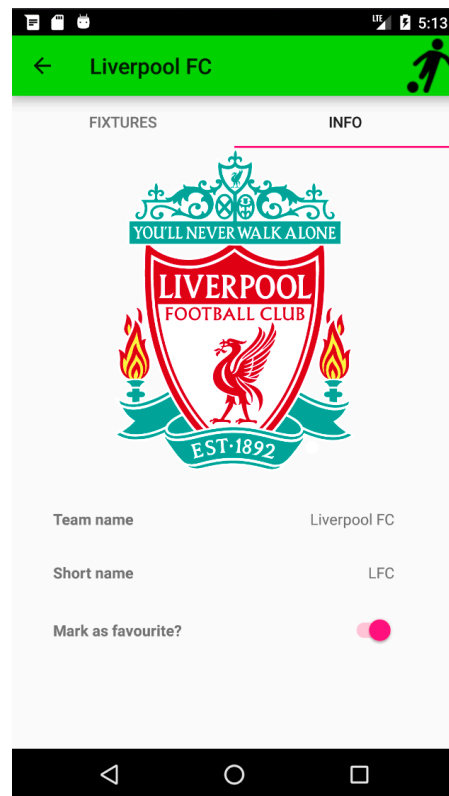 LTE 5:13
Liverpool FC
FIXTURES INFO
YOU'LL NEVER WALK ALONE
LIVERPOOL
FOOTBALL CLUB
EST·1892
Team name Liverpool FC
Short name LFC
Mark as favourite?